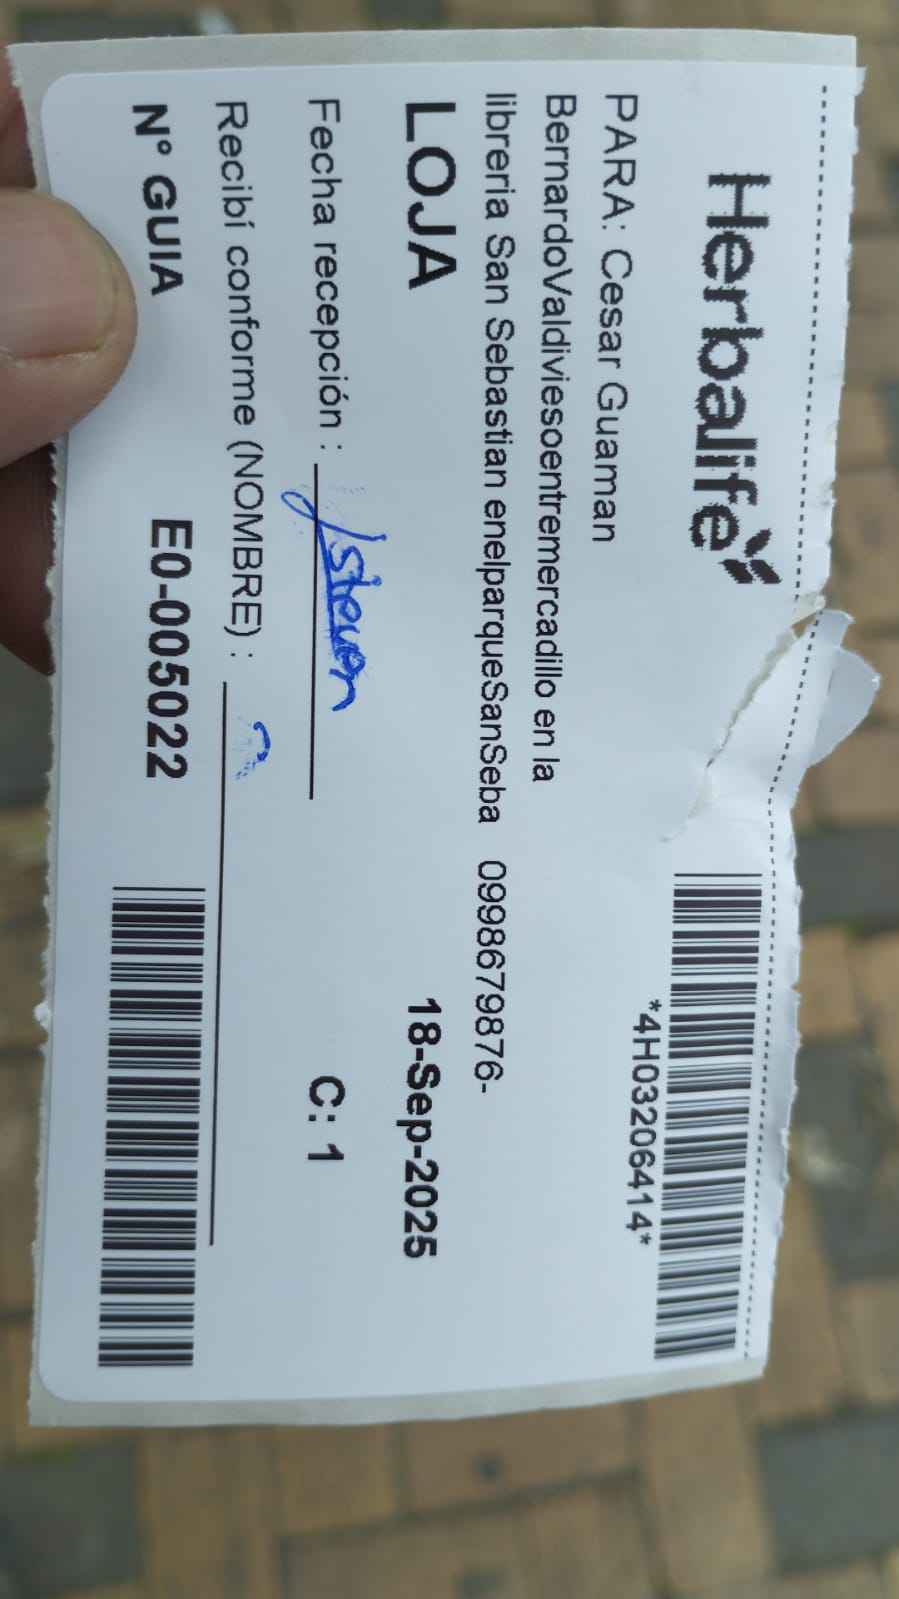 Herbalife
*4H03206414*
PARA: Cesar Guaman
BernardoValdiviesoentremercadillo en la
libreria San Sebastian enelparqueSanSeba 0998679876-
LOJA 18-Sep-2025
Fecha recepción : Steven C: 1
Recibí conforme (NOMBRE) :
N° GUIA E0-005022